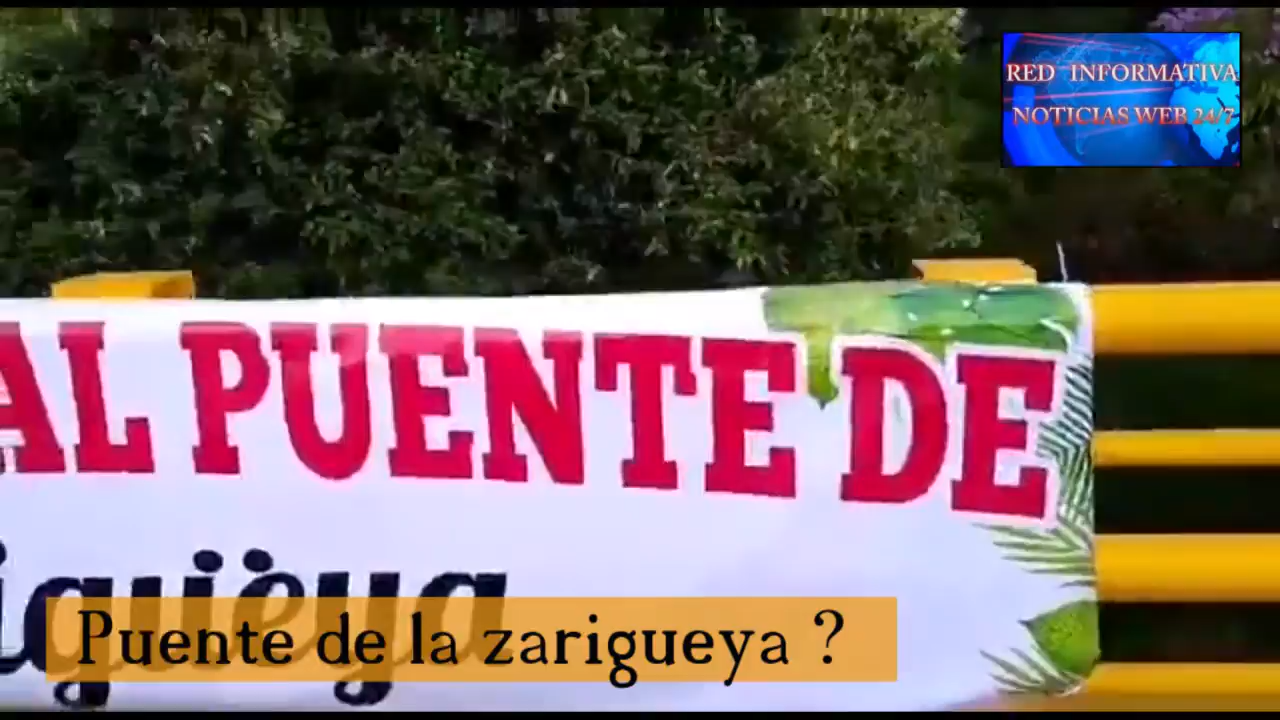 RED INFORMATIVA
NOTICIAS WEB 24/7
AL PUENTE DE
Puente de la zarigueya ?